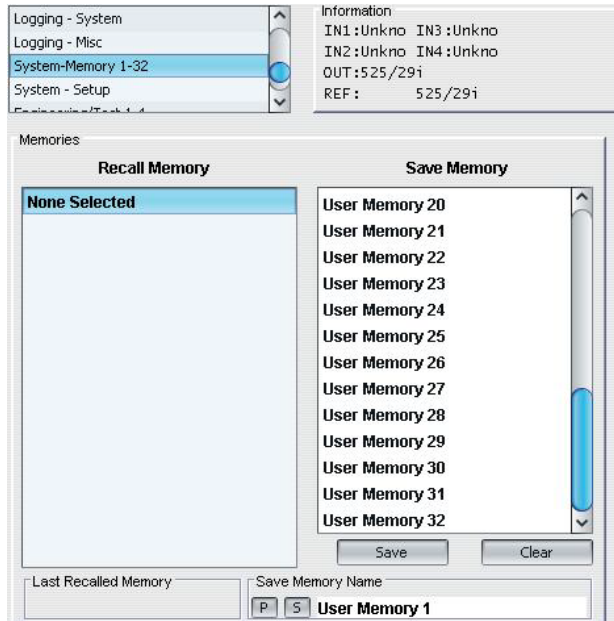 Logging - System
Logging - Misc
System-Memory 1-32
System - Setup
Information
IN1:Unkno IN3:Unkno
IN2:Unkno IN4:Unkno
OUT:525/29i
REF: 525/29i
Memories
Recall Memory
None Selected
Save Memory
User Memory 20
User Memory 21
User Memory 22
User Memory 23
User Memory 24
User Memory 25
User Memory 26
User Memory 27
User Memory 28
User Memory 29
User Memory 30
User Memory 31
User Memory 32
Save Clear
Last Recalled Memory
Save Memory Name
P S User Memory 1